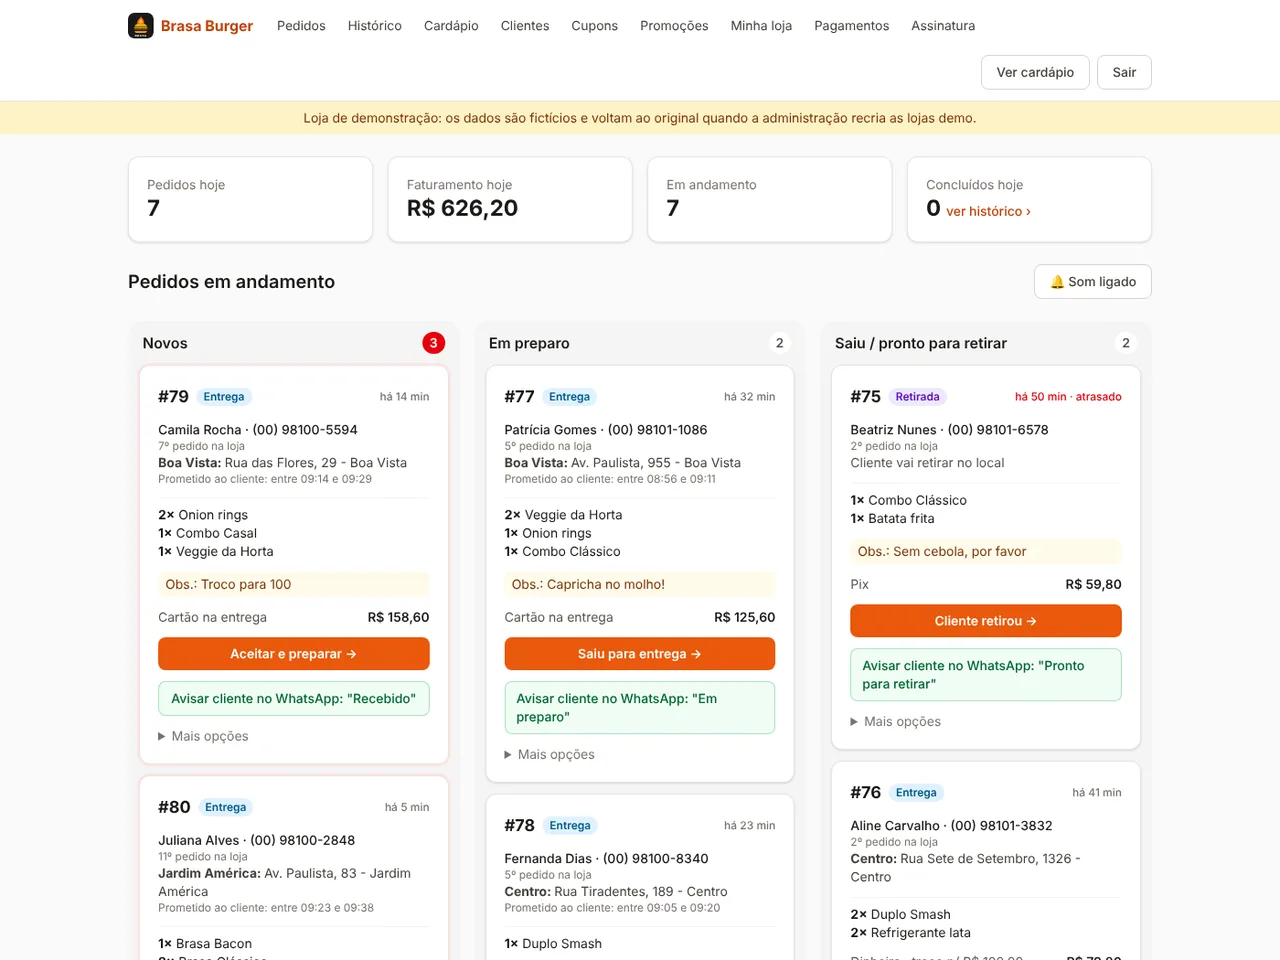 Brasa Burger
Pedidos
Histórico
Cardápio
Clientes
Cupons
Promoções
Minha loja
Pagamentos
Assinatura
Ver cardápio
Sair
Loja de demonstração: os dados são fictícios e voltam ao original quando a administração recria as lojas demo.
Pedidos hoje
7
Faturamento hoje
R$ 626,20
Em andamento
7
Concluídos hoje
0 ver histórico ›
Pedidos em andamento
🔔 Som ligado
Novos
3
#79 Entrega há 14 min
Camila Rocha · (00) 98100-5594
7º pedido na loja
Boa Vista: Rua das Flores, 29 - Boa Vista
Prometido ao cliente: entre 09:14 e 09:29
2× Onion rings
1× Combo Casal
1× Veggie da Horta
Obs.: Troco para 100
Cartão na entrega R$ 158,60
Aceitar e preparar →
Avisar cliente no WhatsApp: "Recebido"
▶ Mais opções
#80 Entrega há 5 min
Juliana Alves · (00) 98100-2848
11º pedido na loja
Jardim América: Av. Paulista, 83 - Jardim
América
Prometido ao cliente: entre 09:23 e 09:38
1× Brasa Bacon
Em preparo
2
#77 Entrega há 32 min
Patrícia Gomes · (00) 98101-1086
5º pedido na loja
Boa Vista: Av. Paulista, 955 - Boa Vista
Prometido ao cliente: entre 08:56 e 09:11
2× Veggie da Horta
1× Onion rings
1× Combo Clássico
Obs.: Capricha no molho!
Cartão na entrega R$ 125,60
Saiu para entrega →
Avisar cliente no WhatsApp: "Em
preparo"
▶ Mais opções
#78 Entrega há 23 min
Fernanda Dias · (00) 98100-8340
5º pedido na loja
Centro: Rua Tiradentes, 189 - Centro
Prometido ao cliente: entre 09:05 e 09:20
1× Duplo Smash
Saiu / pronto para retirar
2
#75 Retirada há 50 min · atrasado
Beatriz Nunes · (00) 98101-6578
2º pedido na loja
Cliente vai retirar no local
1× Combo Clássico
1× Batata frita
Obs.: Sem cebola, por favor
Pix R$ 59,80
Cliente retirou →
Avisar cliente no WhatsApp: "Pronto
para retirar"
▶ Mais opções
#76 Entrega há 41 min
Aline Carvalho · (00) 98101-3832
2º pedido na loja
Centro: Rua Sete de Setembro, 1326 -
Centro
2× Duplo Smash
2× Refrigerante lata